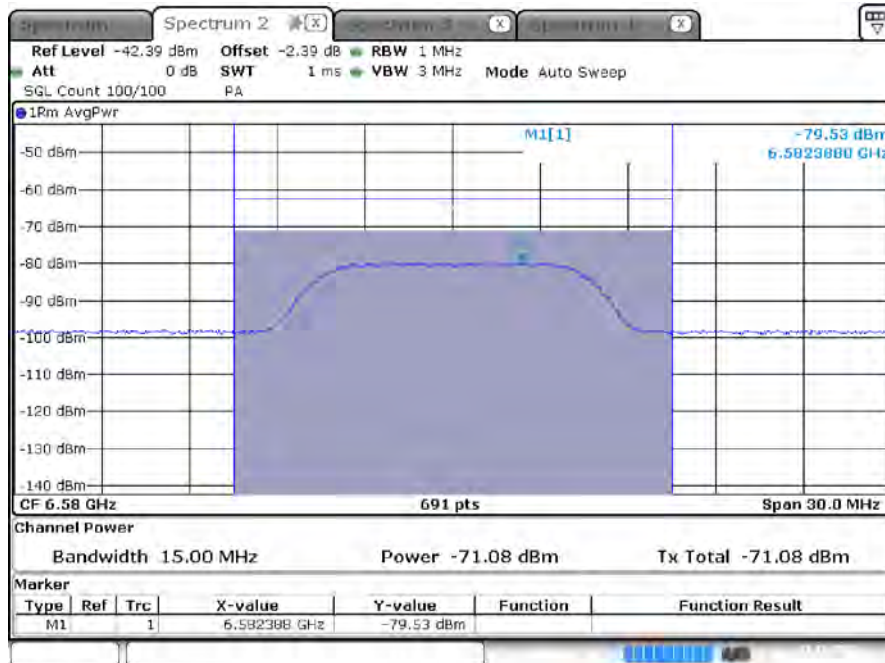 Spectrum 2 X X X
Ref Level -42.39 dBm Offset -2.39 dB RBW 1 MHz
Att 0 dB SWT 1 ms VBW 3 MHz Mode Auto Sweep
SGL Count 100/100 PA
1Rm AvgPwr
M1[1] -79.53 dBm
6.5823880 GHz
-50 dBm
-60 dBm
-70 dBm
-80 dBm
-90 dBm
-100 dBm
-110 dBm
-120 dBm
-130 dBm
-140 dBm
CF 6.58 GHz 691 pts Span 30.0 MHz
Channel Power
Bandwidth 15.00 MHz Power -71.08 dBm Tx Total -71.08 dBm
Marker
Type Ref Trc X-value Y-value Function Function Result
M1 1 6.582388 GHz -79.53 dBm